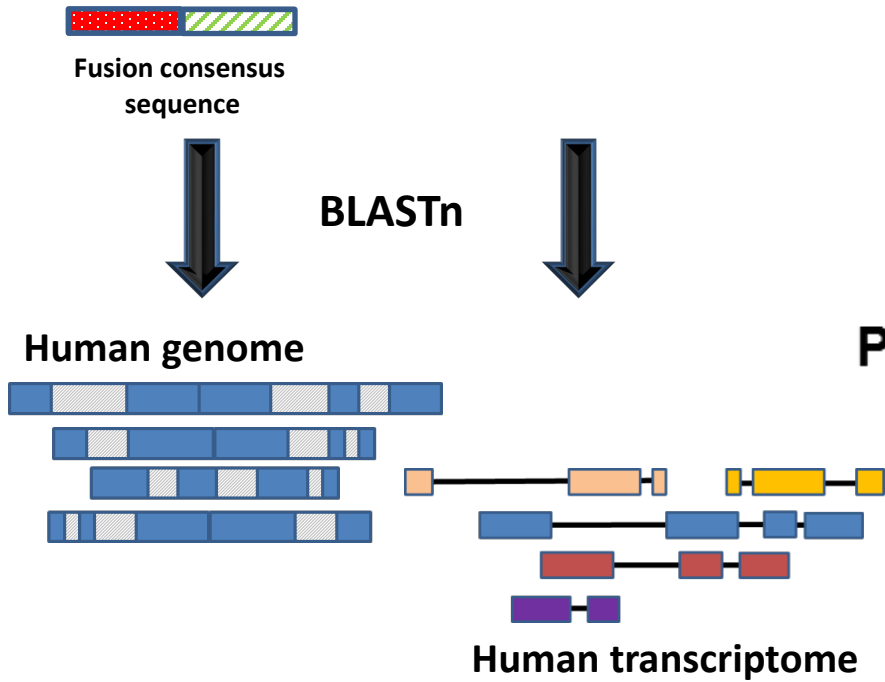 Fusion consensus
sequence
BLASTn
Human genome
P
Human transcriptome